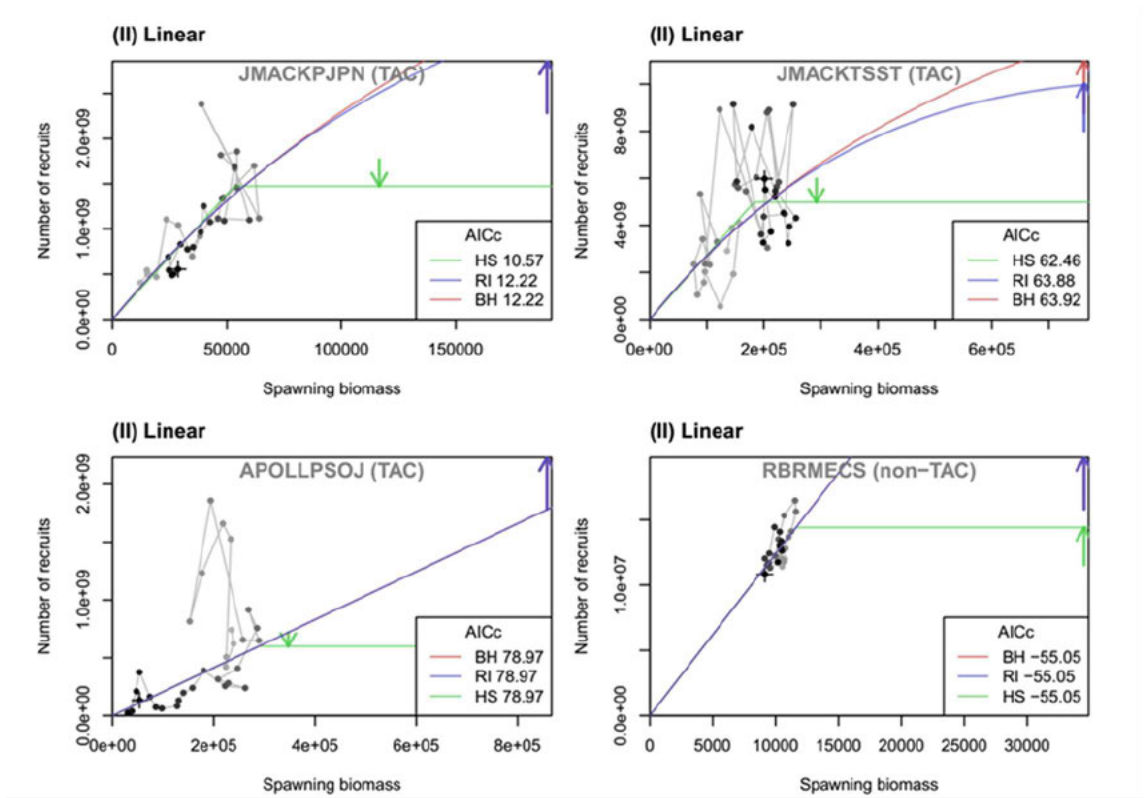 (II) Linear
JMACKPJPN (TAC)
Number of recruits
0.0e+00 1.0e+09 2.0e+09
AICc
HS 10.57
RI 12.22
BH 12.22
0 50000 100000 150000
Spawning biomass
(II) Linear
JMACKTSST (TAC)
Number of recruits
0e+00 4e+09 8e+09
AICc
HS 62.46
RI 63.88
BH 63.92
0e+00 2e+05 4e+05 6e+05
Spawning biomass
(II) Linear
APOLLPSOJ (TAC)
Number of recruits
0.0e+00 1.0e+09 2.0e+09
AICc
BH 78.97
RI 78.97
HS 78.97
0e+00 2e+05 4e+05 6e+05 8e+05
Spawning biomass
(II) Linear
RBRMECS (non−TAC)
Number of recruits
0.0e+00 1.0e+07
AICc
BH −55.05
RI −55.05
HS −55.05
0 5000 10000 15000 20000 25000 30000
Spawning biomass